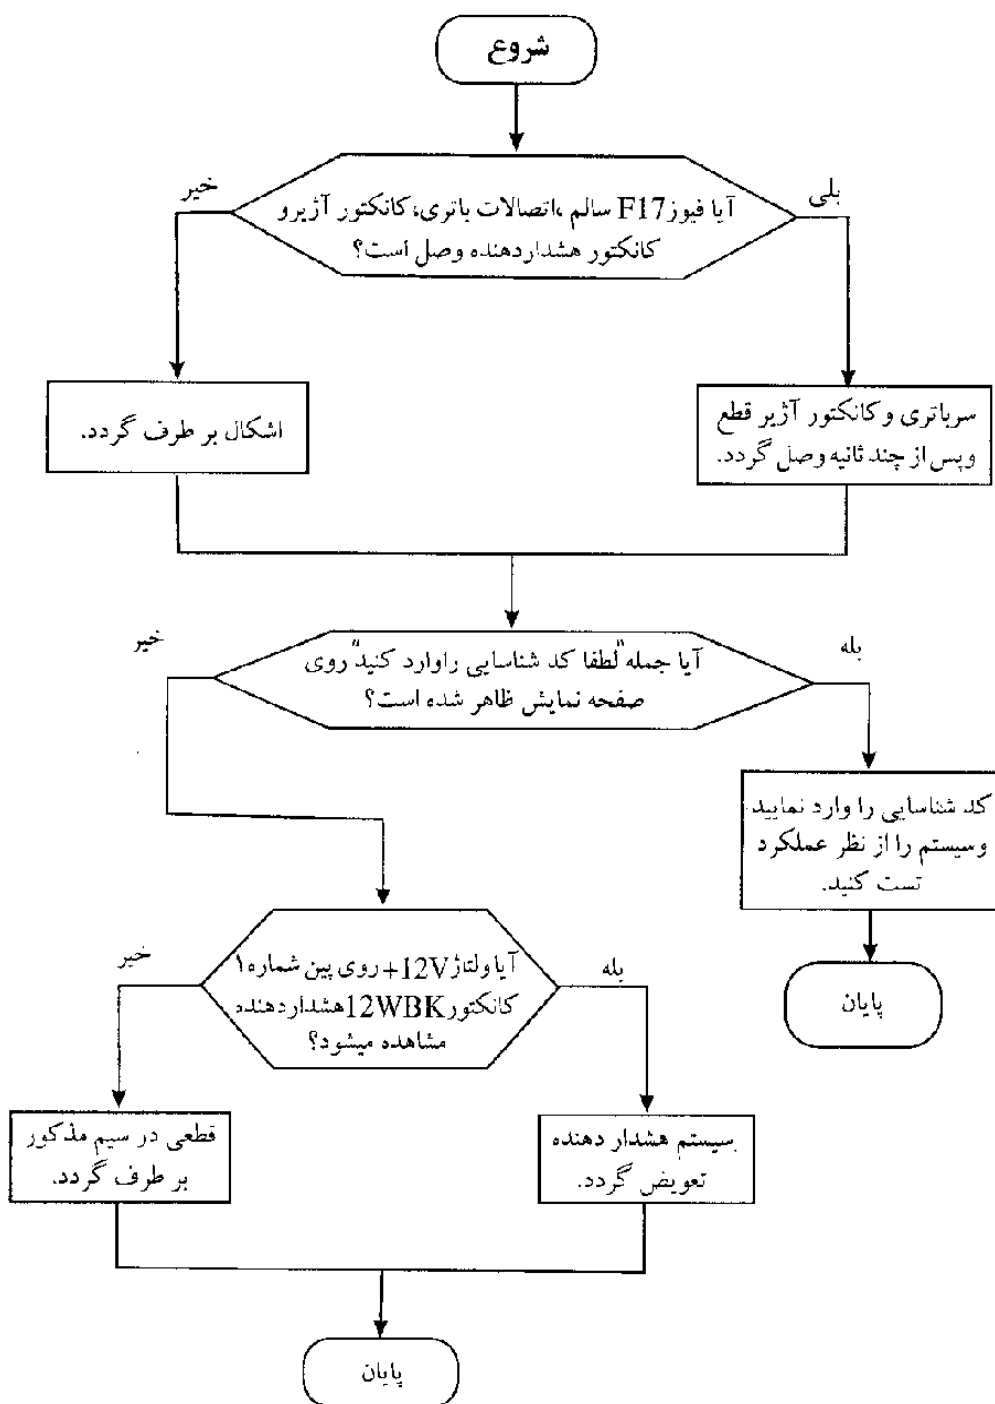 شروع
خیر
بلی
آیا فیوز F17 سالم ،اتصالات باتری،کانکتور آژیرو
کانکتور هشداردهنده وصل است؟
سرباتری وکانکتور آژیر قطع
وپس از چند ثانیه وصل گردد.
اشکال بر طرف گردد.
خیر
بله
آیا جمله "لطفا کد شناسایی راوارد کنید" روی
صفحه نمایش ظاهر شده است؟
کد شناسایی را وارد نمایید
وسیستم را از نظر عملکرد
تست کنید.
پایان
خیر
بله
آیا ولتاژ 12V+ روی پین شماره ۱
کانکتور 12WBK هشداردهنده
مشاهده میشود؟
سیستم هشدار دهنده
تعویض گردد.
قطعی در سیم مذکور
بر طرف گردد.
پایان